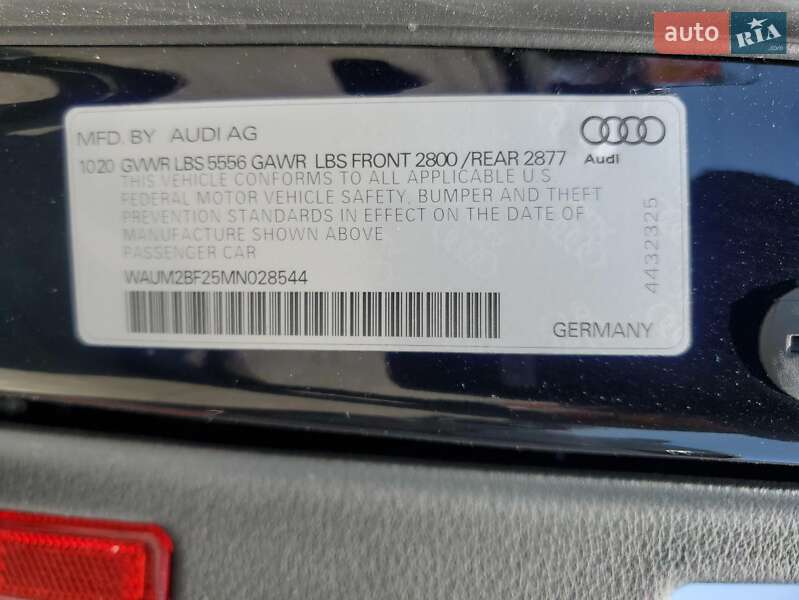 auto RIA
MFD. BY AUDI AG
10 20 GVWR LBS 5556 GAWR LBS FRONT 2800 /REAR 2877
Audi
THIS VEHICLE CONFORMS TO ALL APPLICABLE U.S.
FEDERAL MOTOR VEHICLE SAFETY, BUMPER AND THEFT
PREVENTION STANDARDS IN EFFECT ON THE DATE OF
MANUFACTURE SHOWN ABOVE
PASSENGER CAR
WAUM2BF25MN028544
4432325
GERMANY